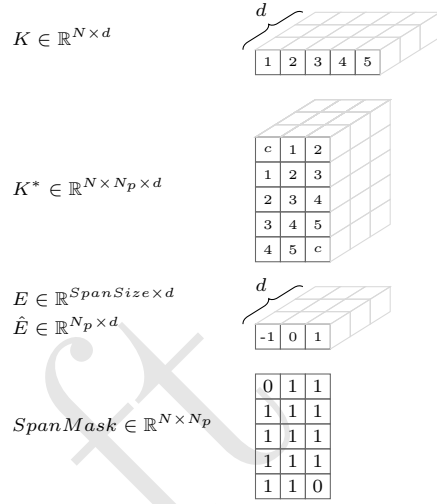 d
K ∈ ℝ^{N×d}
1 2 3 4 5
c 1 2
1 2 3
K* ∈ ℝ^{N×N_p×d}
2 3 4
3 4 5
4 5 c
d
E ∈ ℝ^{SpanSize×d}
Ê ∈ ℝ^{N_p×d}
-1 0 1
0 1 1
1 1 1
SpanMask ∈ ℝ^{N×N_p}
1 1 1
1 1 1
1 1 0
ft